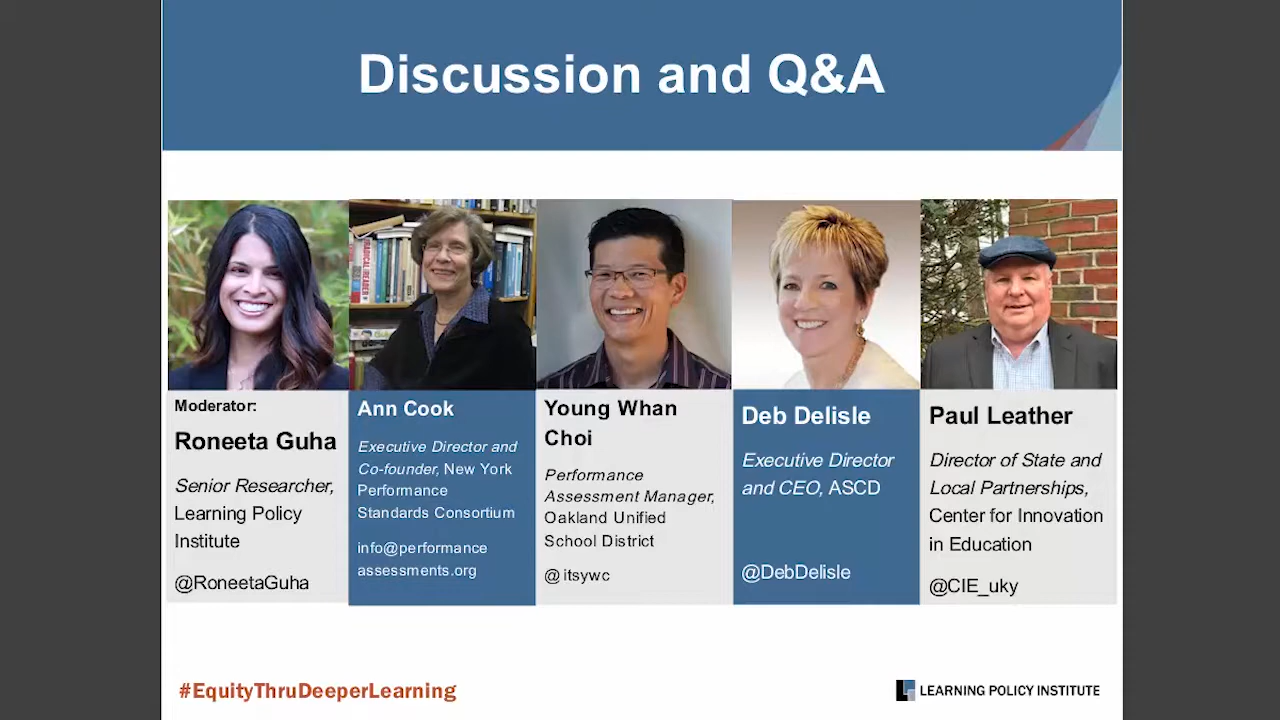 Discussion and Q&A
Moderator:
Roneeta Guha
Senior Researcher,
Learning Policy
Institute
@RoneetaGuha
Ann Cook
Executive Director and
Co-founder, New York
Performance
Standards Consortium
info@performance
assessments.org
Young Whan
Choi
Performance
Assessment Manager,
Oakland Unified
School District
@itsywc
Deb Delisle
Executive Director
and CEO, ASCD
@DebDelisle
Paul Leather
Director of State and
Local Partnerships,
Center for Innovation
in Education
@CIE_uky
#EquityThruDeeperLearning
LEARNING POLICY INSTITUTE